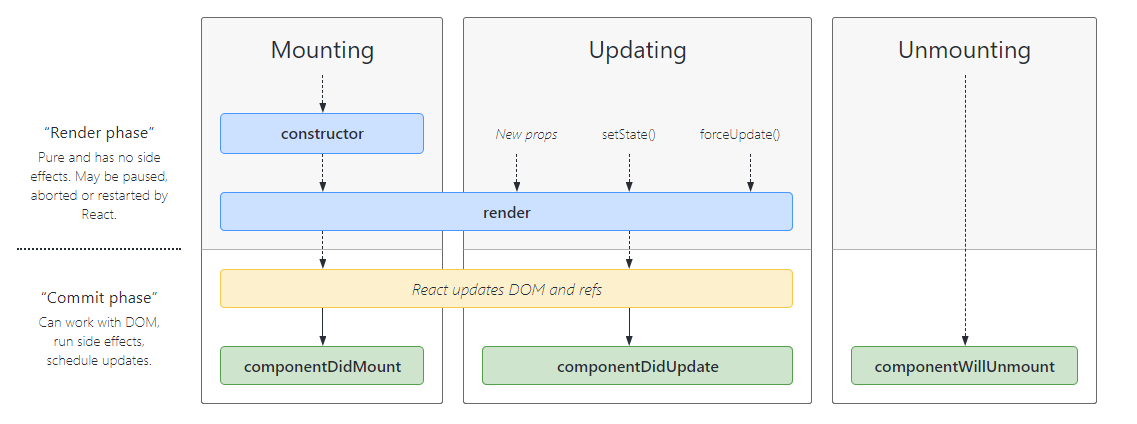 Mounting
Updating
Unmounting
“Render phase”
Pure and has no side
effects. May be paused,
aborted or restarted by
React.
constructor
New props
setState()
forceUpdate()
render
“Commit phase”
Can work with DOM,
run side effects,
schedule updates.
React updates DOM and refs
componentDidMount
componentDidUpdate
componentWillUnmount